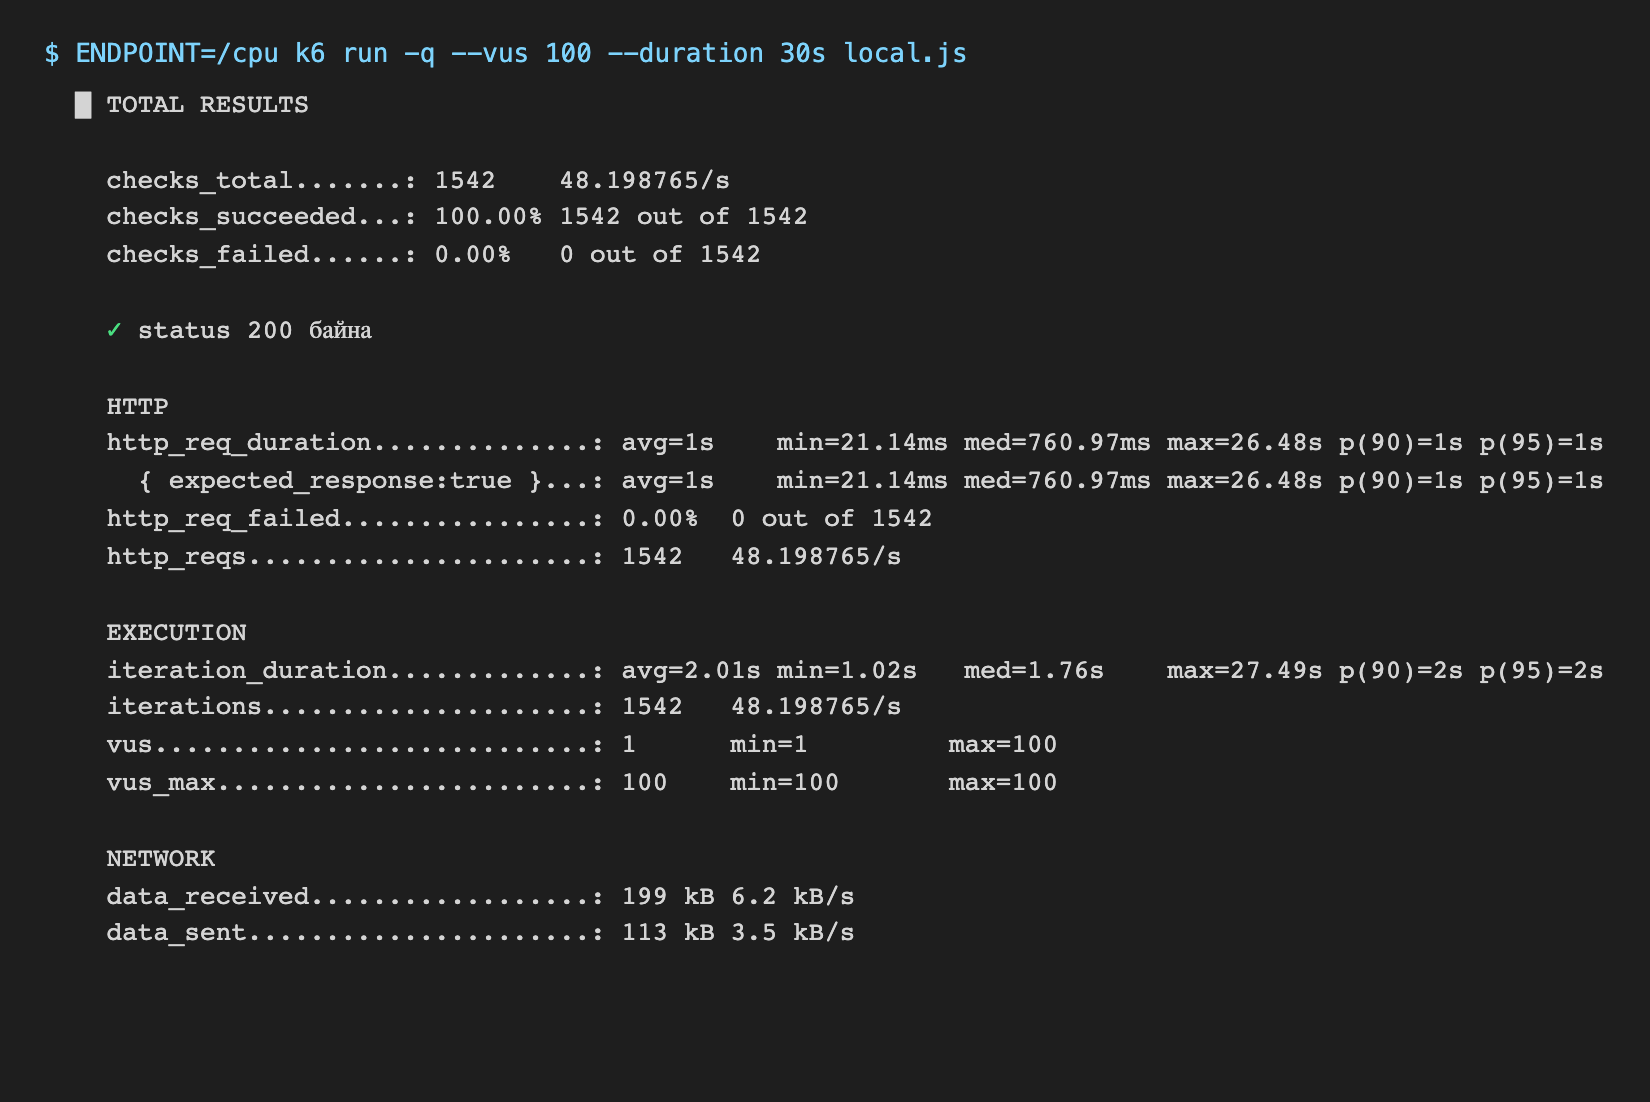 $ ENDPOINT=/cpu k6 run -q --vus 100 --duration 30s local.js
█ TOTAL RESULTS
checks_total.......: 1542    48.198765/s
checks_succeeded...: 100.00% 1542 out of 1542
checks_failed......: 0.00%   0 out of 1542
✓ status 200 байна
HTTP
http_req_duration..............: avg=1s    min=21.14ms med=760.97ms max=26.48s p(90)=1s p(95)=1s
{ expected_response:true }...: avg=1s    min=21.14ms med=760.97ms max=26.48s p(90)=1s p(95)=1s
http_req_failed................: 0.00%  0 out of 1542
http_reqs......................: 1542   48.198765/s
EXECUTION
iteration_duration.............: avg=2.01s min=1.02s   med=1.76s    max=27.49s p(90)=2s p(95)=2s
iterations.....................: 1542   48.198765/s
vus............................: 1      min=1         max=100
vus_max........................: 100    min=100       max=100
NETWORK
data_received..................: 199 kB 6.2 kB/s
data_sent......................: 113 kB 3.5 kB/s